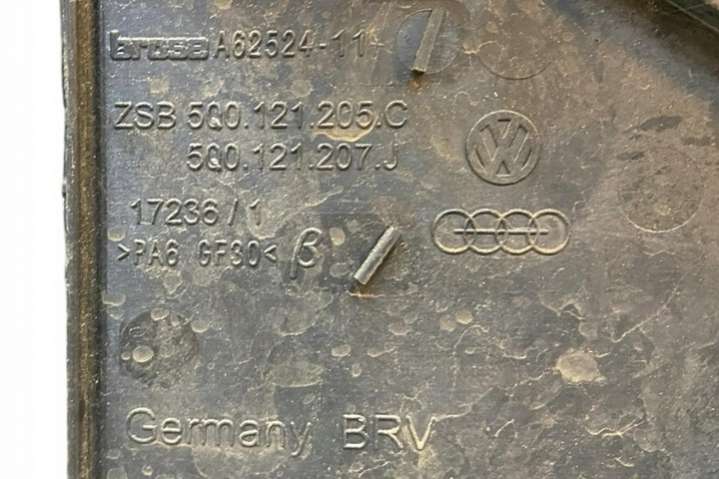 brose A62524-11
ZSB 5Q0.121.205.C
5Q0.121.207.J
17236/1
>PA6 GF30< β
Germany BRV